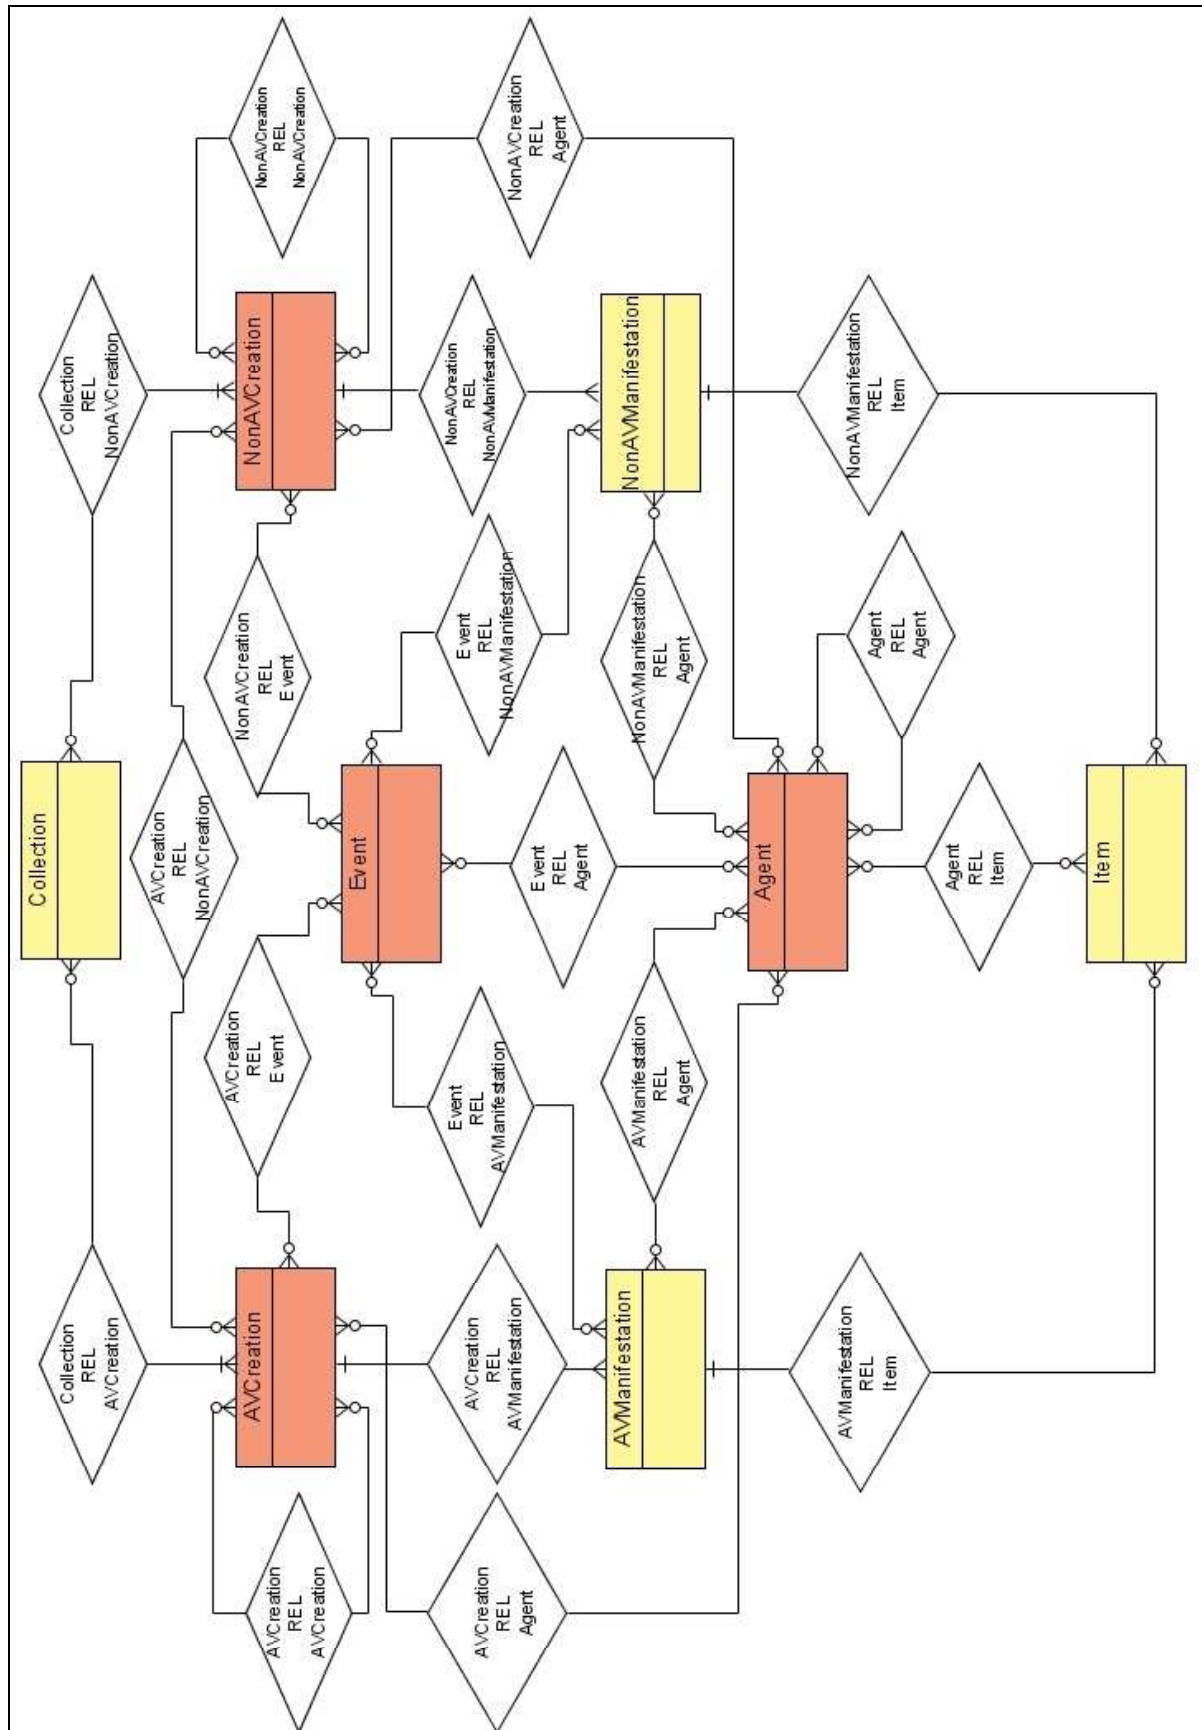 Collection
Collection
REL
AVCreation
Collection
REL
NonAVCreation
AVCreation
REL
NonAVCreation
AVCreation
REL
AVCreation
AVCreation
AVCreation
REL
Event
NonAVCreation
REL
Event
NonAVCreation
NonAVCreation
REL
NonAVCreation
Event
AVCreation
REL
Agent
AVCreation
REL
AVManifestation
Event
REL
AVManifestation
Event
REL
NonAVManifestation
NonAVCreation
REL
NonAVManifestation
NonAVCreation
REL
Agent
Event
REL
Agent
AVManifestation
AVManifestation
REL
Agent
NonAVManifestation
REL
Agent
NonAVManifestation
Agent
AVManifestation
REL
Item
Agent
REL
Item
Agent
REL
Agent
NonAVManifestation
REL
Item
Item